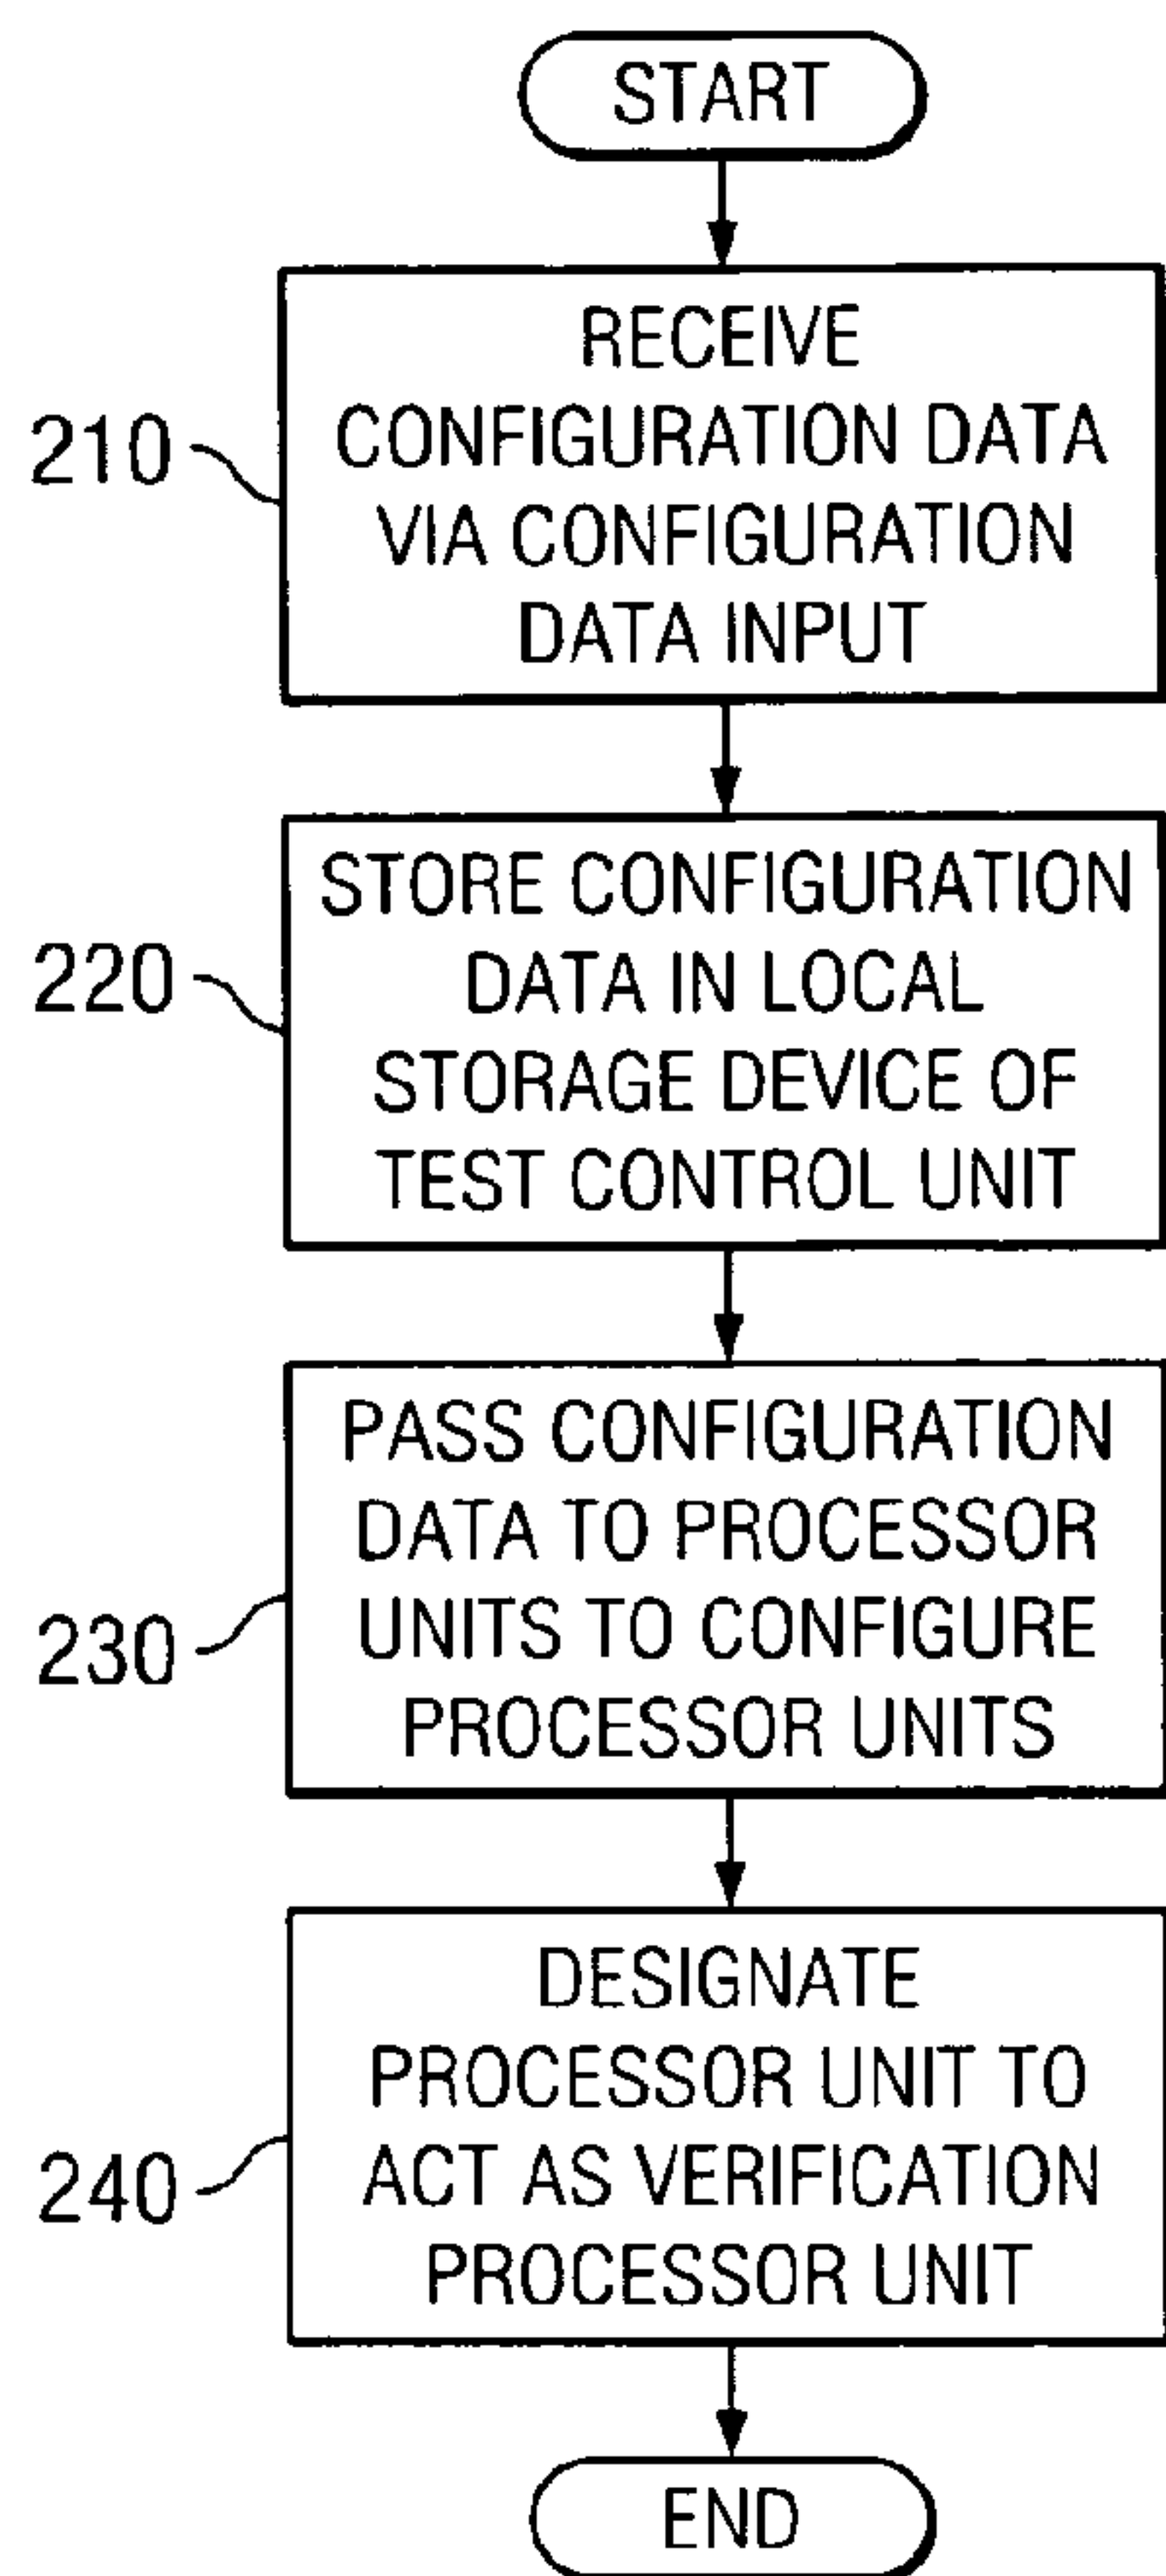 START
RECEIVE
CONFIGURATION DATA
VIA CONFIGURATION
DATA INPUT
210
STORE CONFIGURATION
DATA IN LOCAL
STORAGE DEVICE OF
TEST CONTROL UNIT
220
PASS CONFIGURATION
DATA TO PROCESSOR
UNITS TO CONFIGURE
PROCESSOR UNITS
230
DESIGNATE
PROCESSOR UNIT TO
ACT AS VERIFICATION
PROCESSOR UNIT
240
END